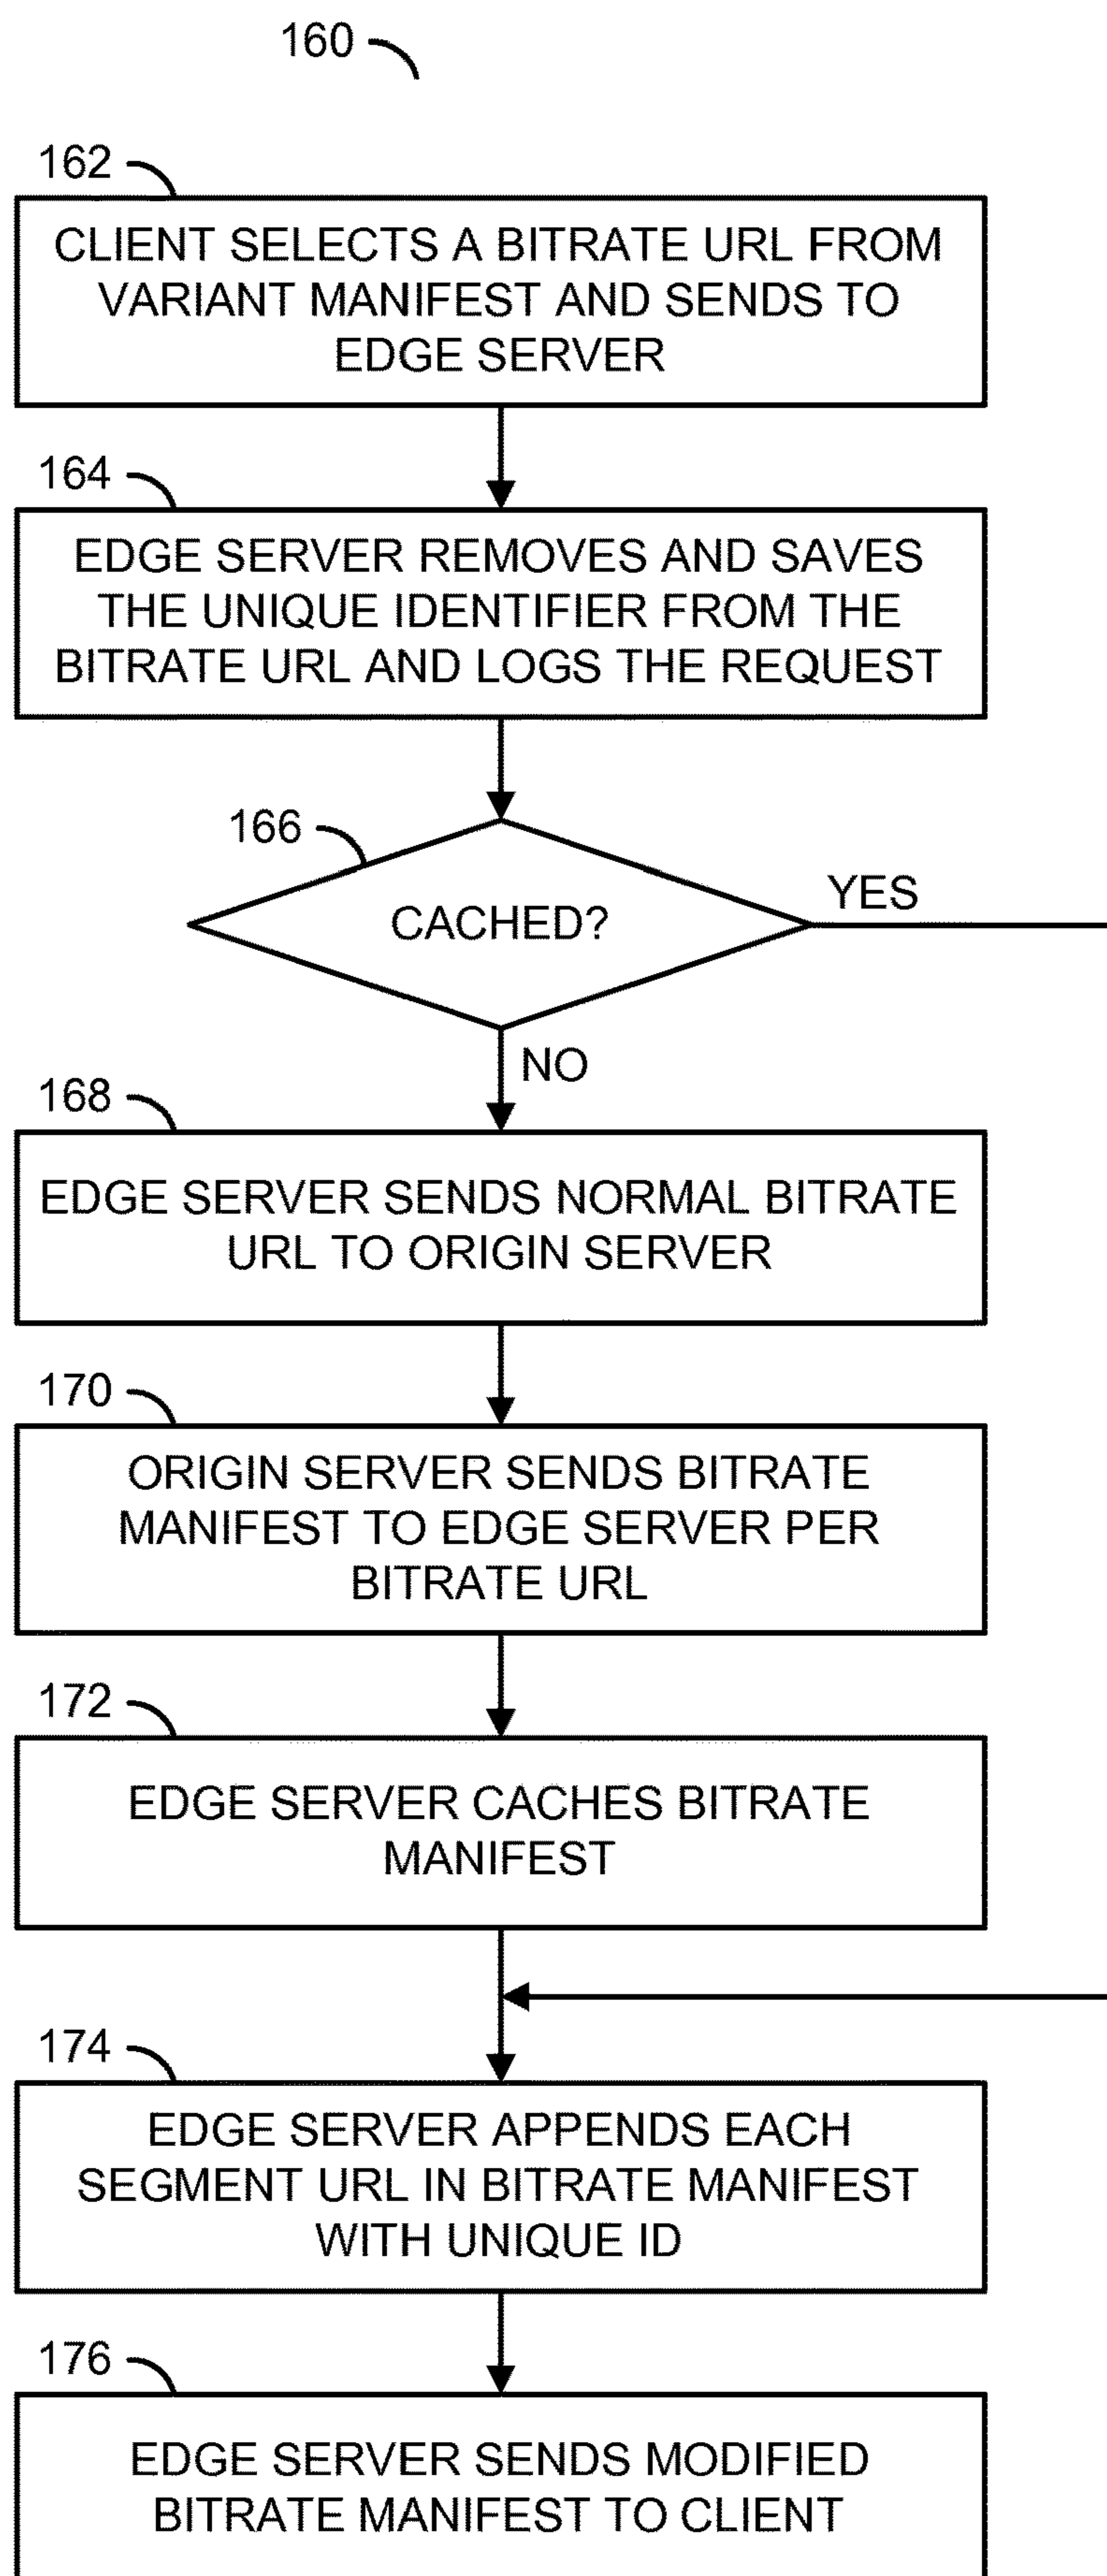 160
162
CLIENT SELECTS A BITRATE URL FROM
VARIANT MANIFEST AND SENDS TO
EDGE SERVER
164
EDGE SERVER REMOVES AND SAVES
THE UNIQUE IDENTIFIER FROM THE
BITRATE URL AND LOGS THE REQUEST
166
CACHED?
YES
NO
168
EDGE SERVER SENDS NORMAL BITRATE
URL TO ORIGIN SERVER
170
ORIGIN SERVER SENDS BITRATE
MANIFEST TO EDGE SERVER PER
BITRATE URL
172
EDGE SERVER CACHES BITRATE
MANIFEST
174
EDGE SERVER APPENDS EACH
SEGMENT URL IN BITRATE MANIFEST
WITH UNIQUE ID
176
EDGE SERVER SENDS MODIFIED
BITRATE MANIFEST TO CLIENT